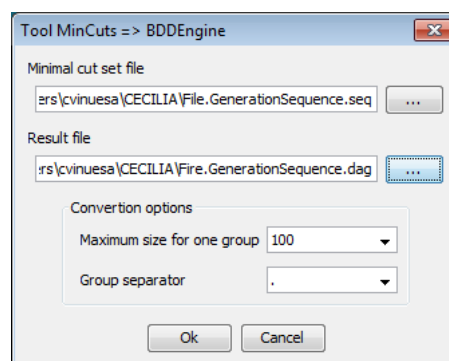 Tool MinCuts => BDDEngine
Minimal cut set file
ers\cvinuesa\CECILIA\File.GenerationSequence.seq
...
Result file
rs\cvinuesa\CECILIA\Fire.GenerationSequence.dag
...
Convertion options
Maximum size for one group 100
Group separator .
Ok Cancel